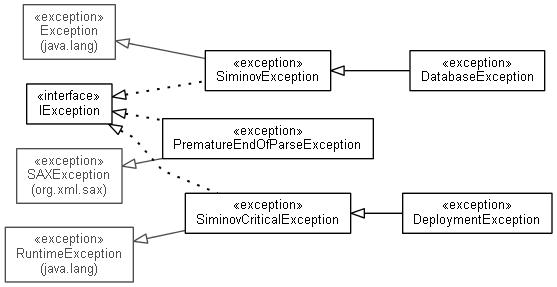 «exception»
Exception
(java.lang)
«exception»
SiminovException
«exception»
DatabaseException
«interface»
IException
«exception»
PrematureEndOfParseException
«exception»
SAXException
(org.xml.sax)
«exception»
SiminovCriticalException
«exception»
DeploymentException
«exception»
RuntimeException
(java.lang)